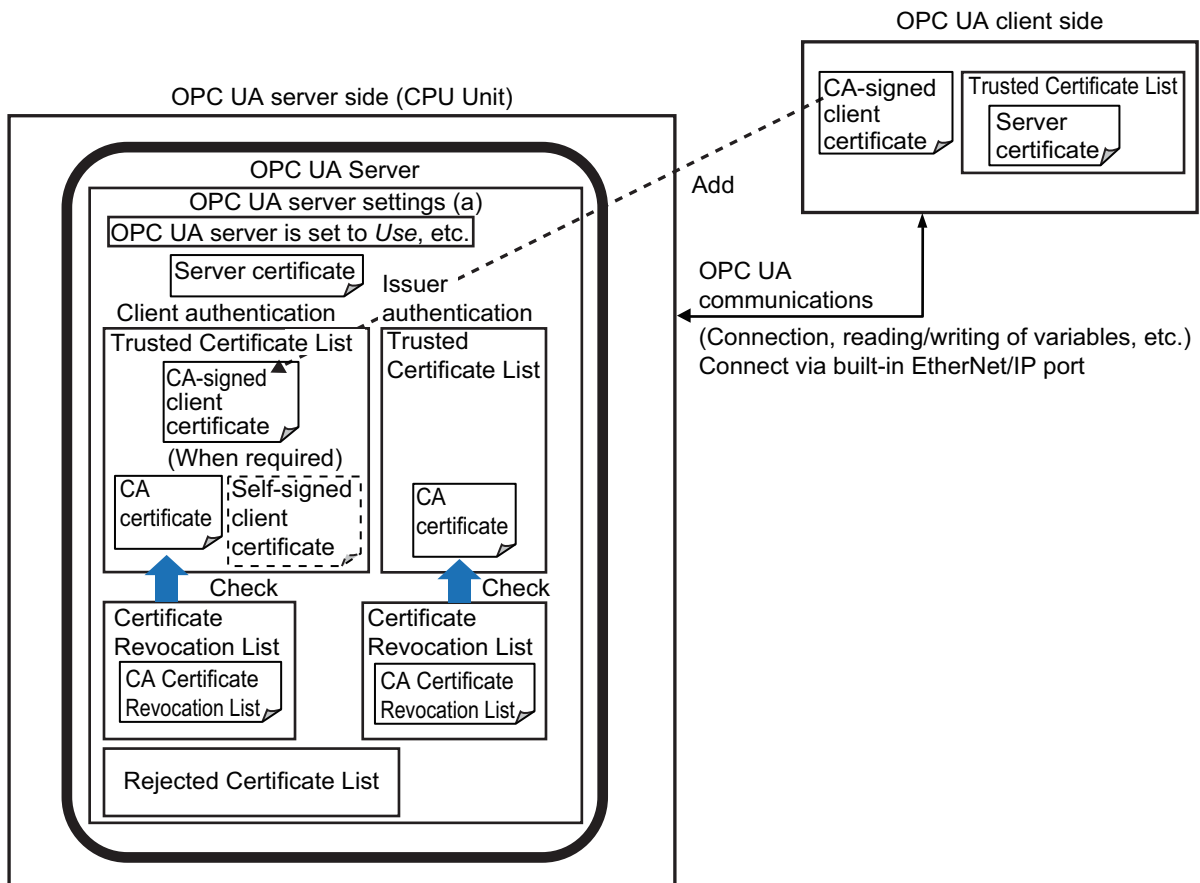 OPC UA client side
CA-signed
client
certificate
Trusted Certificate List
Server
certificate
OPC UA server side (CPU Unit)
OPC UA Server
OPC UA server settings (a)
OPC UA server is set to Use, etc.
Server certificate
Add
Client authentication
Trusted Certificate List
CA-signed
client
certificate
(When required)
CA
certificate
Self-signed
client
certificate
Issuer
authentication
Trusted
Certificate List
CA
certificate
OPC UA
communications
(Connection, reading/writing of variables, etc.)
Connect via built-in EtherNet/IP port
Check
Certificate
Revocation List
CA Certificate
Revocation List
Check
Certificate
Revocation List
CA Certificate
Revocation List
Rejected Certificate List